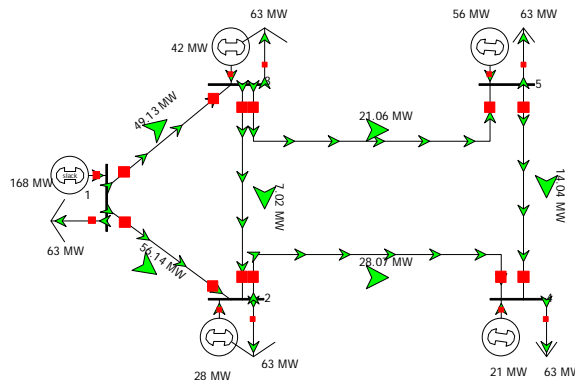 63 MW
56 MW
63 MW
42 MW
3
5
49.13 MW
21.06 MW
slack
168 MW
1
7.02 MW
14.04 MW
63 MW
56.14 MW
28.07 MW
2
4
28 MW
63 MW
21 MW
63 MW